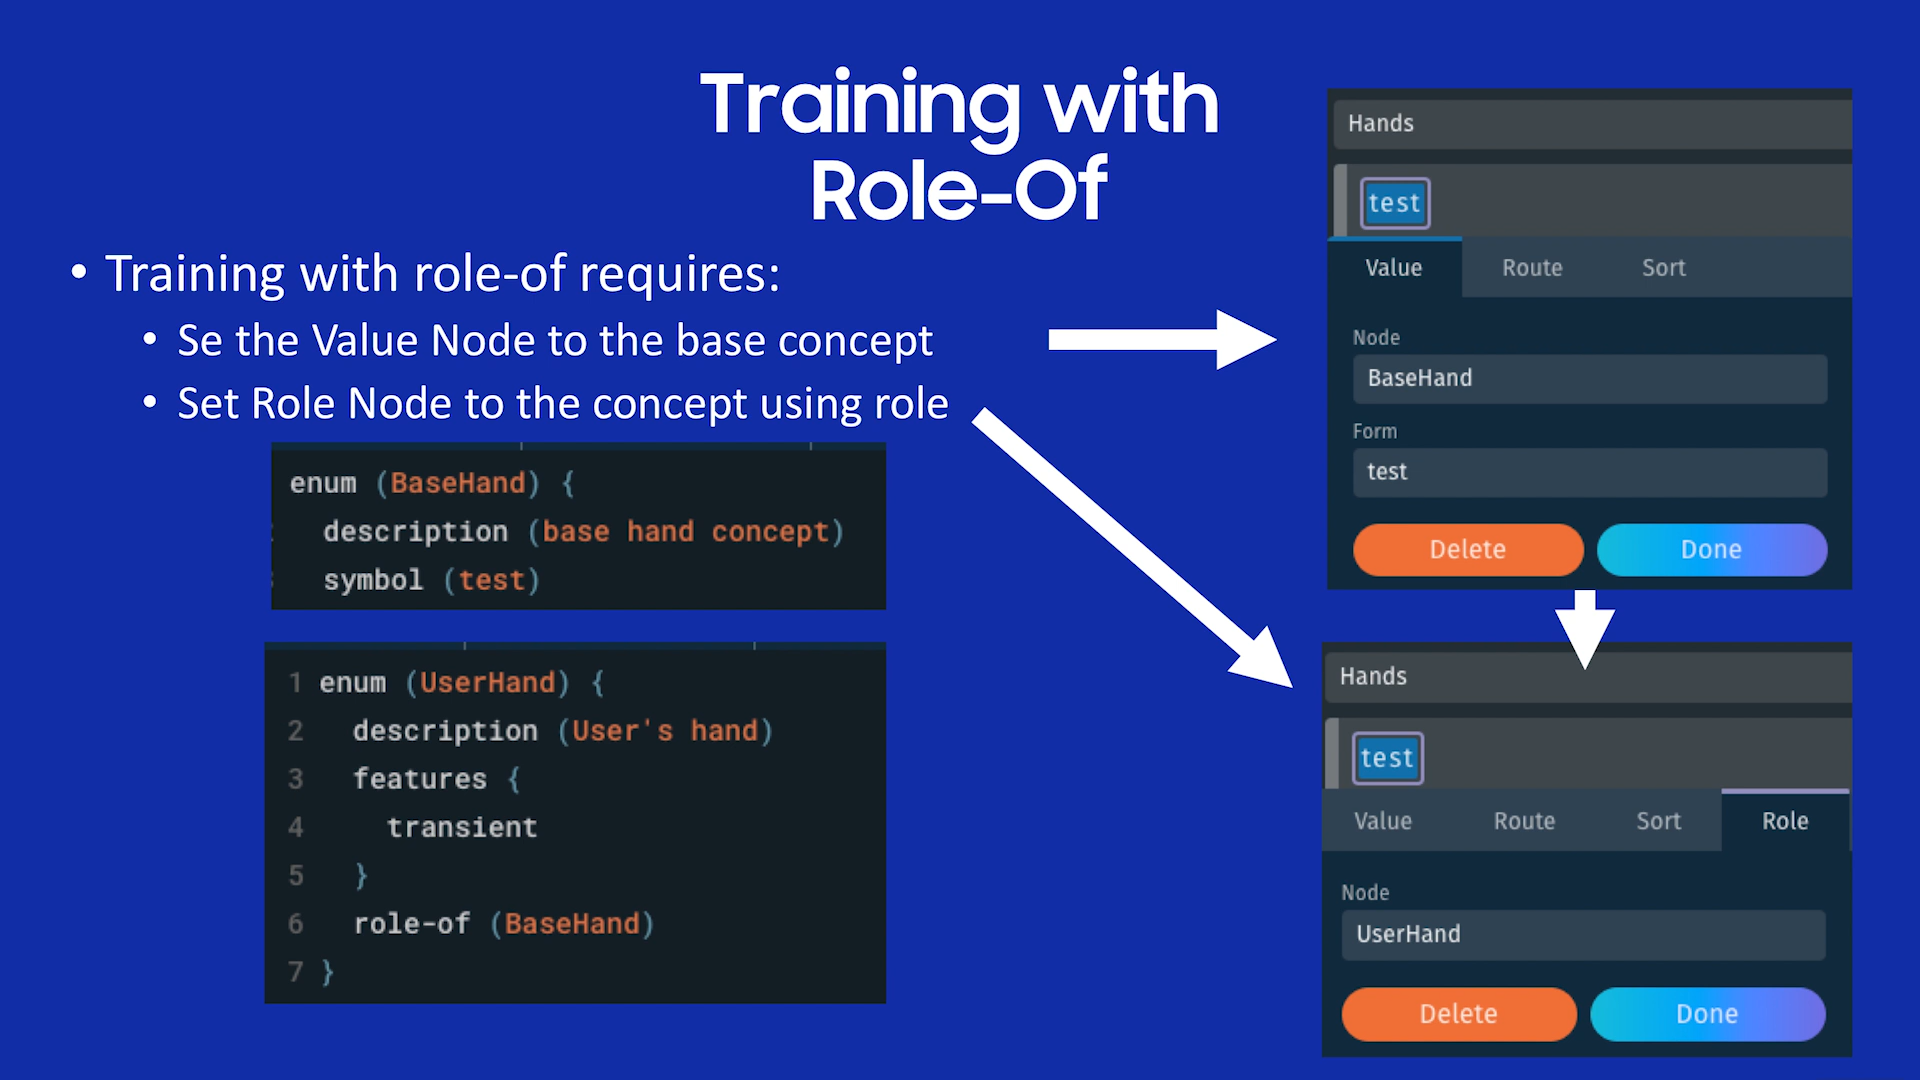 Training with
Role-Of
• Training with role-of requires:
• Se the Value Node to the base concept
• Set Role Node to the concept using role
enum (BaseHand) {
description (base hand concept)
symbol (test)
1 enum (UserHand) {
2 description (User's hand)
3 features {
4 transient
5 }
6 role-of (BaseHand)
7 }
Hands
test
Value Route Sort
Node
BaseHand
Form
test
Delete Done
Hands
test
Value Route Sort Role
Node
UserHand
Delete Done